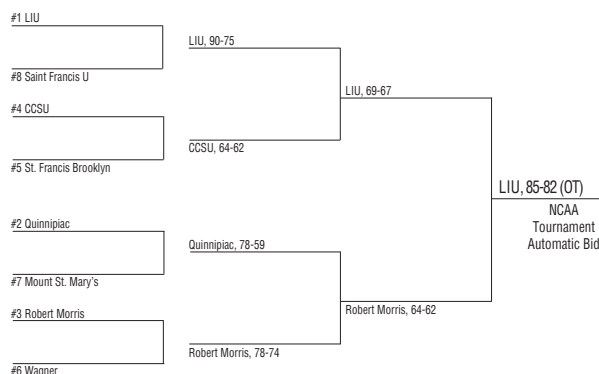 #1 LIU
LIU, 90-75
#8 Saint Francis U
LIU, 69-67
#4 CCSU
CCSU, 64-62
#5 St. Francis Brooklyn
LIU, 85-82 (OT)
NCAA
Tournament
Automatic Bid
#2 Quinnipiac
Quinnipiac, 78-59
#7 Mount St. Mary's
Robert Morris, 64-62
#3 Robert Morris
Robert Morris, 78-74
#6 Wagner